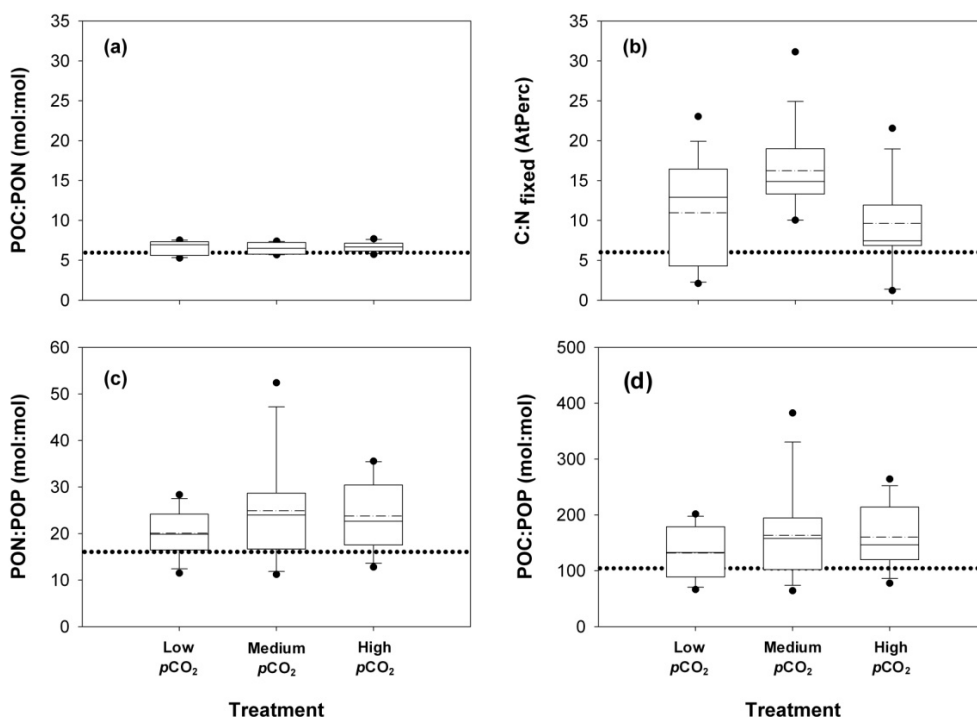 (a)
POC:PON (mol:mol)
35
30
25
20
15
10
5
0
(b)
C:N fixed (AtPerc)
35
30
25
20
15
10
5
0
(c)
PON:POP (mol:mol)
60
50
40
30
20
10
0
Low
pCO2
Medium
pCO2
High
pCO2
Treatment
(d)
POC:POP (mol:mol)
500
400
300
200
100
0
Low
pCO2
Medium
pCO2
High
pCO2
Treatment